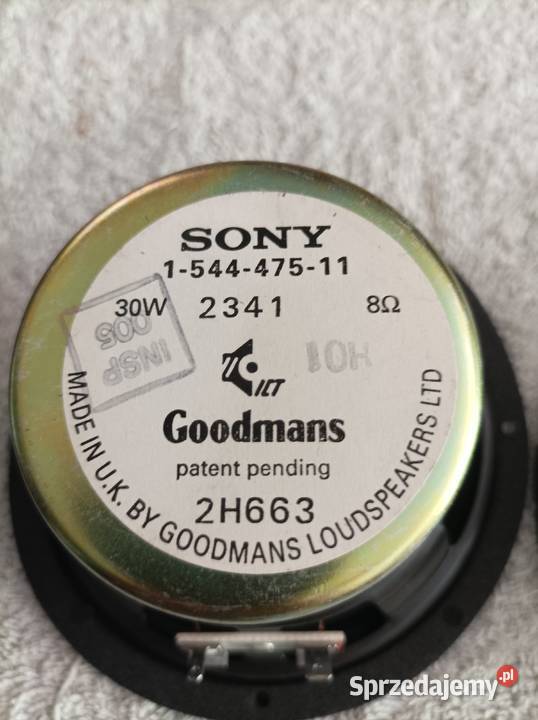 SONY
1-544-475-11
30W 2341 8Ω
INSP
005
H01
ICT
Goodmans
patent pending
2H663
MADE IN U.K. BY GOODMANS LOUDSPEAKERS LTD
Sprzedajemy.pl